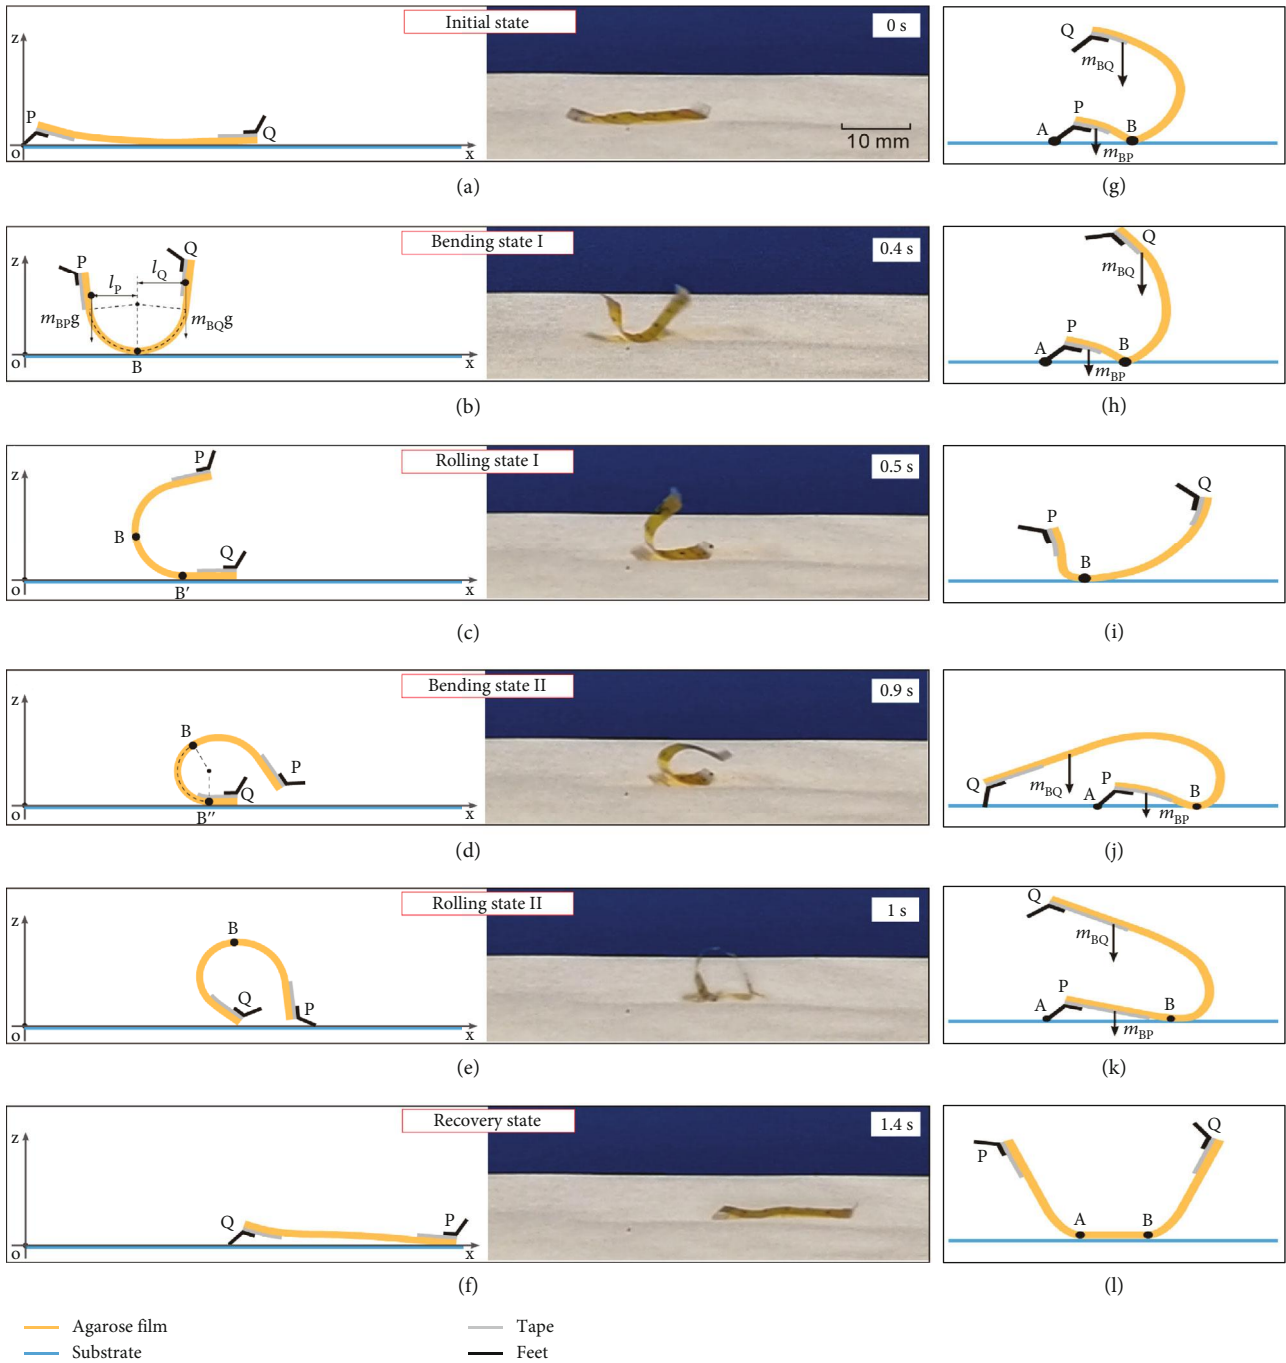 Initial state
0 s
z
P
Q
o
x
10 mm
(a)
Q
m_BQ
P
A
B
m_BP
(g)
Bending state I
0.4 s
z
P
l_P
l_Q
Q
m_BPg
m_BQg
o
B
x
(b)
Q
m_BQ
P
A
B
m_BP
(h)
Rolling state I
0.5 s
z
P
B
Q
o
B′
x
(c)
Q
P
B
(i)
Bending state II
0.9 s
z
B
P
Q
o
B″
x
(d)
Q
m_BQ
A
P
m_BP
B
(j)
Rolling state II
1 s
z
B
Q
P
o
x
(e)
Q
m_BQ
P
A
B
m_BP
(k)
Recovery state
1.4 s
z
Q
P
o
x
(f)
P
Q
A
B
(l)
Agarose film
Tape
Substrate
Feet